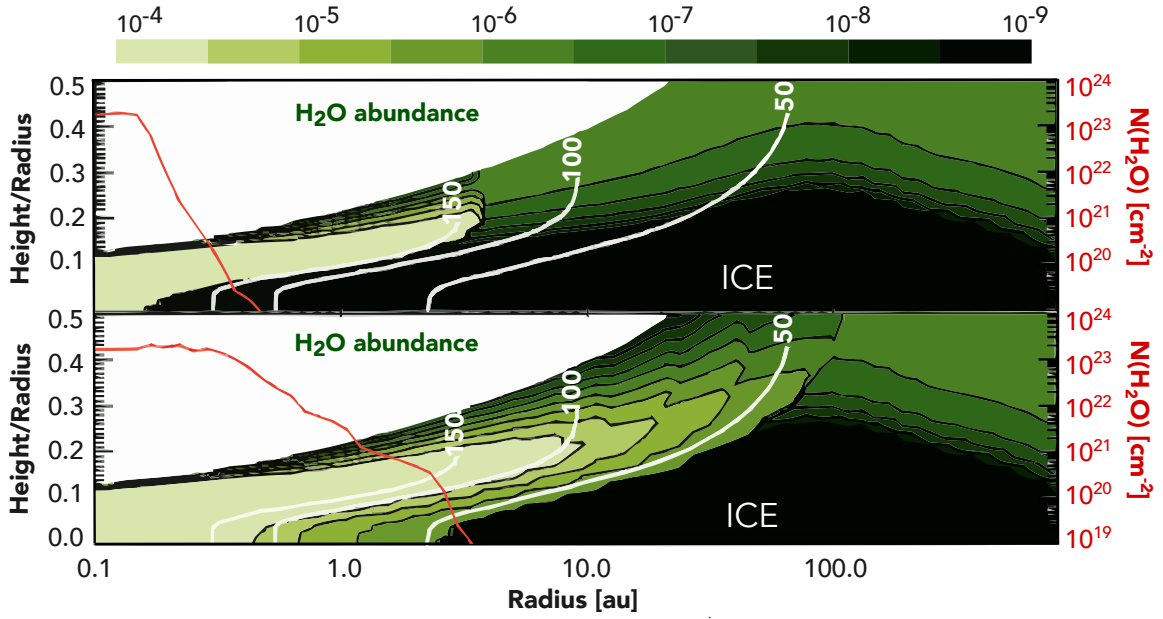 10⁻⁴ 10⁻⁵ 10⁻⁶ 10⁻⁷ 10⁻⁸ 10⁻⁹
H₂O abundance
Height/Radius
0.5
0.4
0.3
0.2
0.1
150
100
50
ICE
10²⁴
10²³
10²²
10²¹
10²⁰
N(H₂O) [cm⁻²]
H₂O abundance
Height/Radius
0.5
0.4
0.3
0.2
0.1
0.0
150
100
50
ICE
10²⁴
10²³
10²²
10²¹
10²⁰
10¹⁹
N(H₂O) [cm⁻²]
0.1 1.0 10.0 100.0
Radius [au]